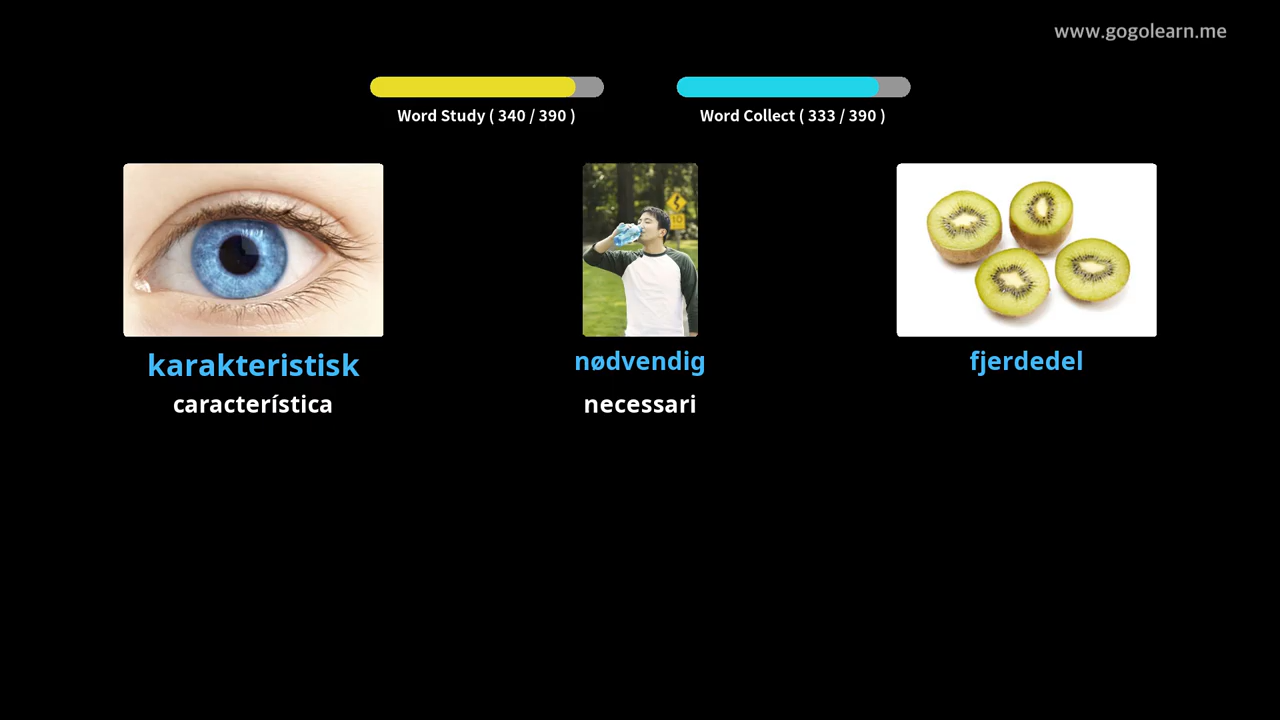 www.gogolearn.me
Word Study ( 340 / 390 )
Word Collect ( 333 / 390 )
karakteristisk
nødvendig
fjerdedel
característica
necessari